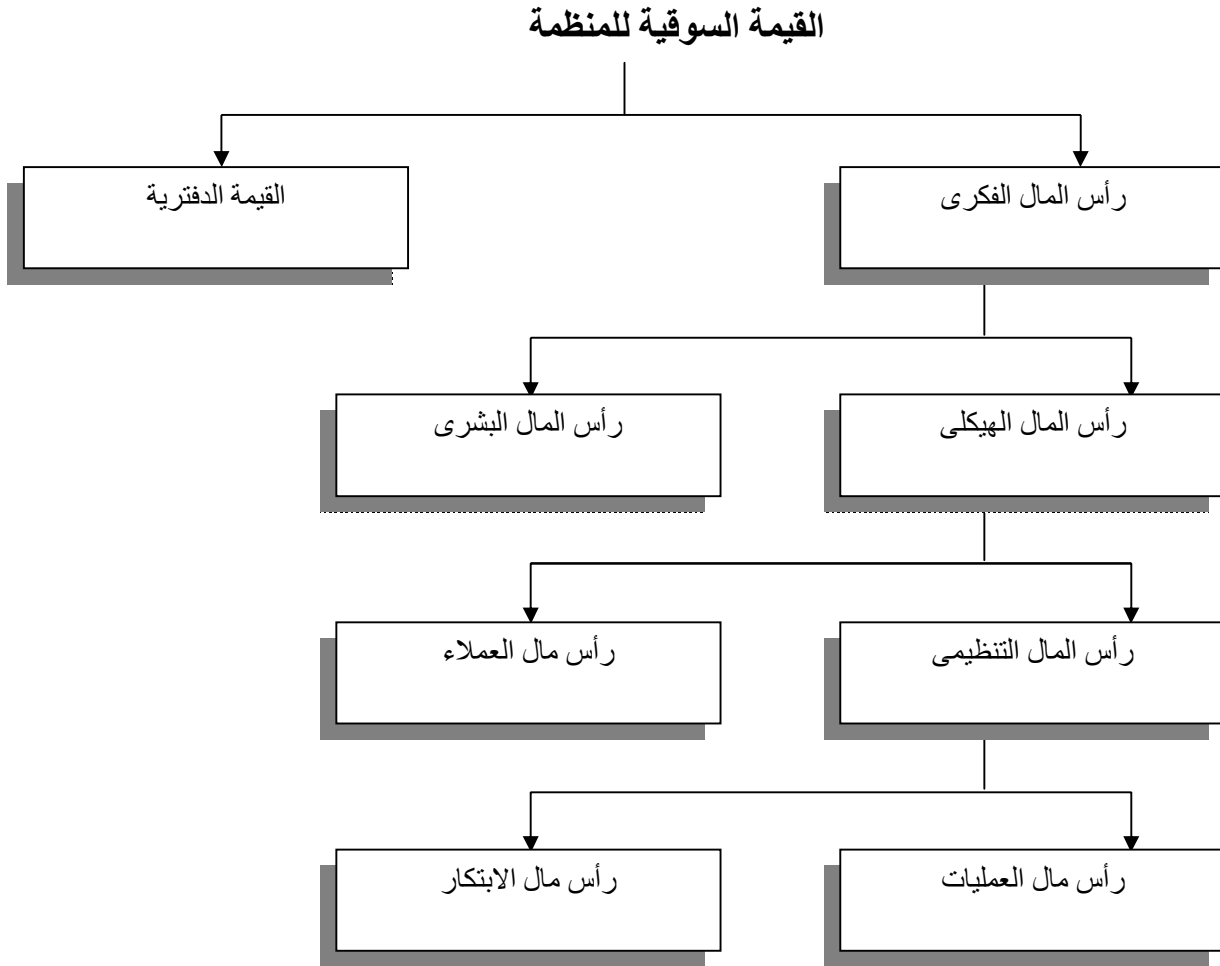 القيمة السوقية للمنظمة
رأس المال الفكرى
القيمة الدفترية
رأس المال الهيكلى
رأس المال البشرى
رأس المال التنظيمى
رأس مال العملاء
رأس مال العمليات
رأس مال الابتكار